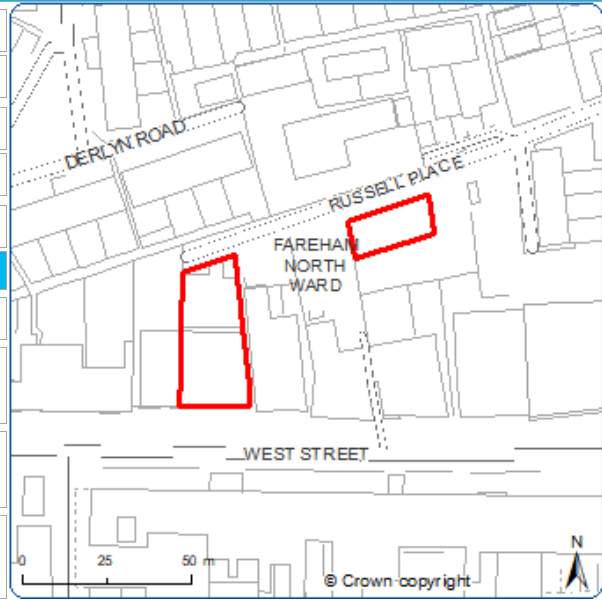 DERLYN ROAD
RUSSELL PLACE
FAREHAM
NORTH
WARD
WEST STREET
N
0 25 50 m
© Crown copyright